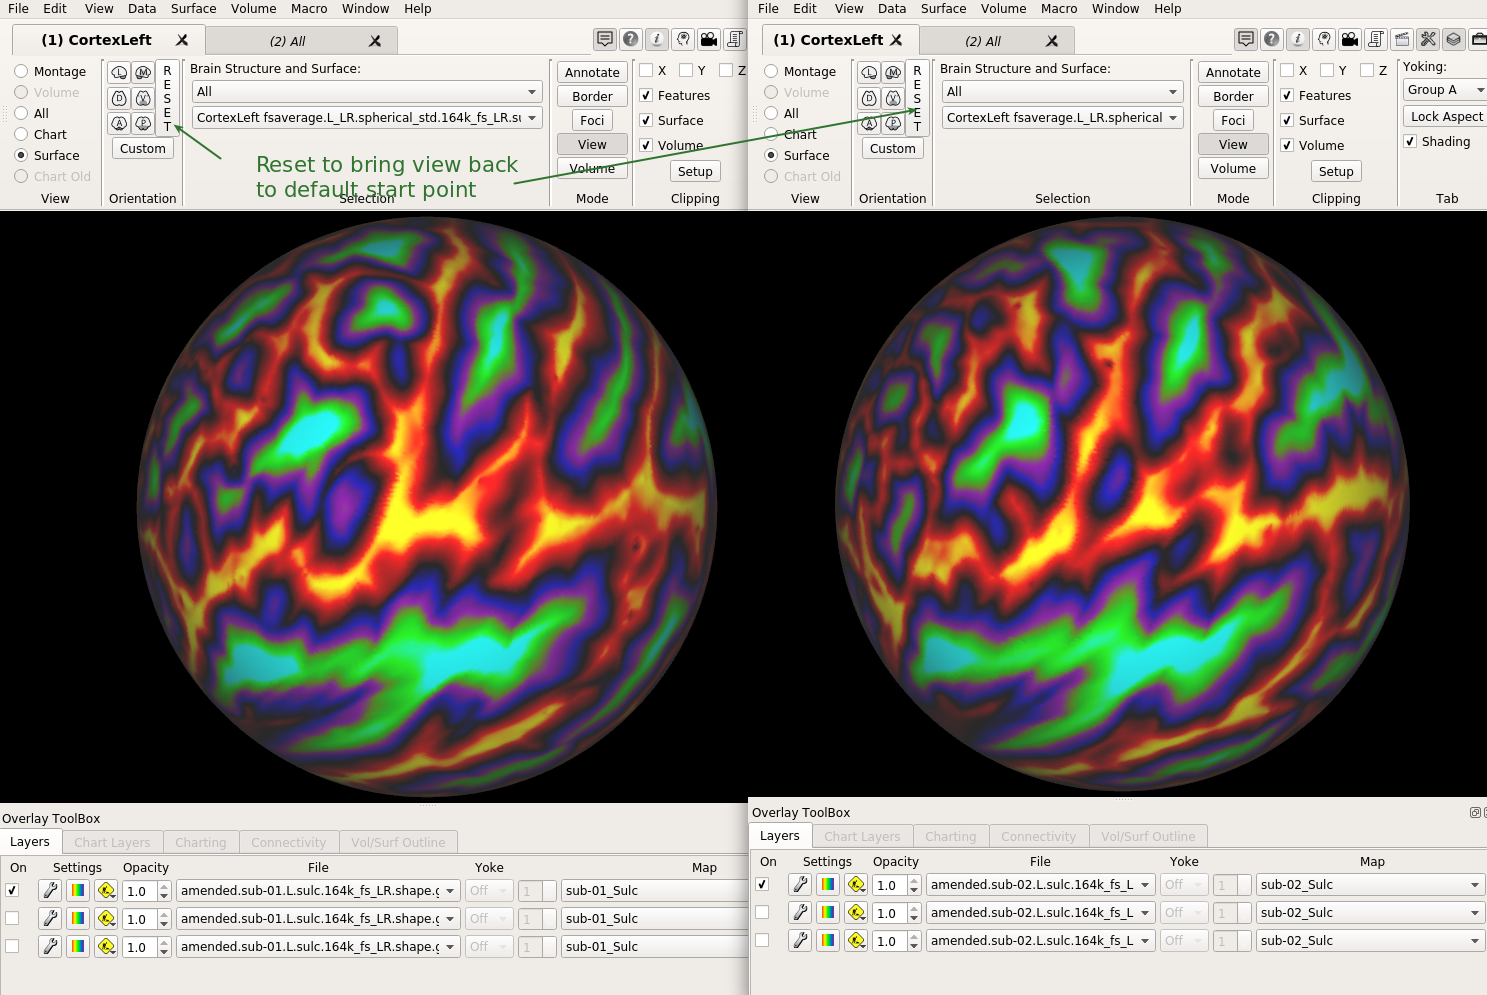 File Edit View Data Surface Volume Macro Window Help
(1) CortexLeft (2) All
Montage
Volume
All
Chart
Surface
Chart Old
View
L M
D V
A P
RESET
Custom
Orientation
Brain Structure and Surface:
All
CortexLeft fsaverage.L_LR.spherical_std.164k_fs_LR.su
Selection
Annotate
Border
Foci
View
Volume
Mode
X Y Z
Features
Surface
Volume
Setup
Clipping
Reset to bring view back
to default start point
File Edit View Data Surface Volume Macro Window Help
(1) CortexLeft (2) All
Montage
Volume
All
Chart
Surface
Chart Old
View
L M
D V
A P
RESET
Custom
Orientation
Brain Structure and Surface:
All
CortexLeft fsaverage.L_LR.spherical
Selection
Annotate
Border
Foci
View
Volume
Mode
X Y Z
Features
Surface
Volume
Setup
Clipping
Yoking:
Group A
Lock Aspect
Shading
Tab
Overlay ToolBox
Layers Chart Layers Charting Connectivity Vol/Surf Outline
On Settings Opacity File Yoke Map
1.0 amended.sub-01.L.sulc.164k_fs_LR.shape.g Off 1 sub-01_Sulc
1.0 amended.sub-01.L.sulc.164k_fs_LR.shape.g Off 1 sub-01_Sulc
1.0 amended.sub-01.L.sulc.164k_fs_LR.shape.g Off 1 sub-01_Sulc
Overlay ToolBox
Layers Chart Layers Charting Connectivity Vol/Surf Outline
On Settings Opacity File Yoke Map
1.0 amended.sub-02.L.sulc.164k_fs_L Off 1 sub-02_Sulc
1.0 amended.sub-02.L.sulc.164k_fs_L Off 1 sub-02_Sulc
1.0 amended.sub-02.L.sulc.164k_fs_L Off 1 sub-02_Sulc